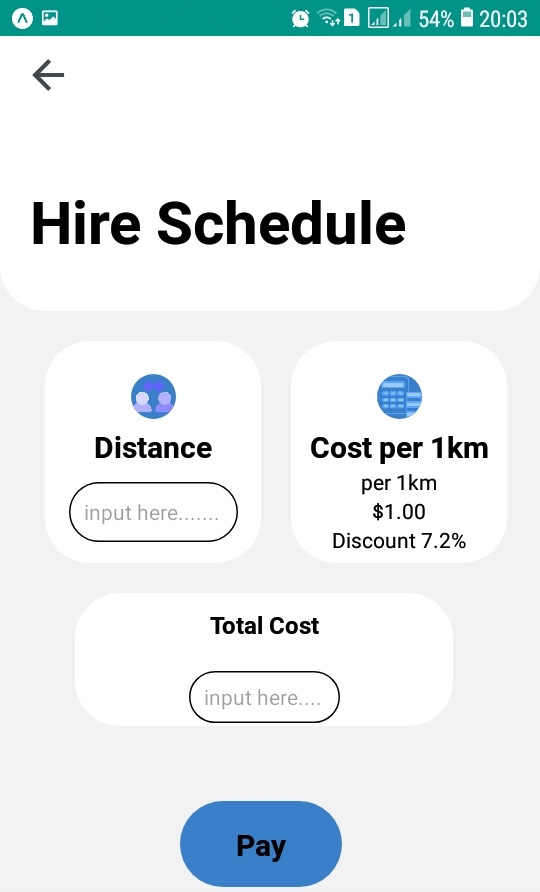 1 54% 20:03
Hire Schedule
Distance
input here.......
Cost per 1km
per 1km
$1.00
Discount 7.2%
Total Cost
input here....
Pay